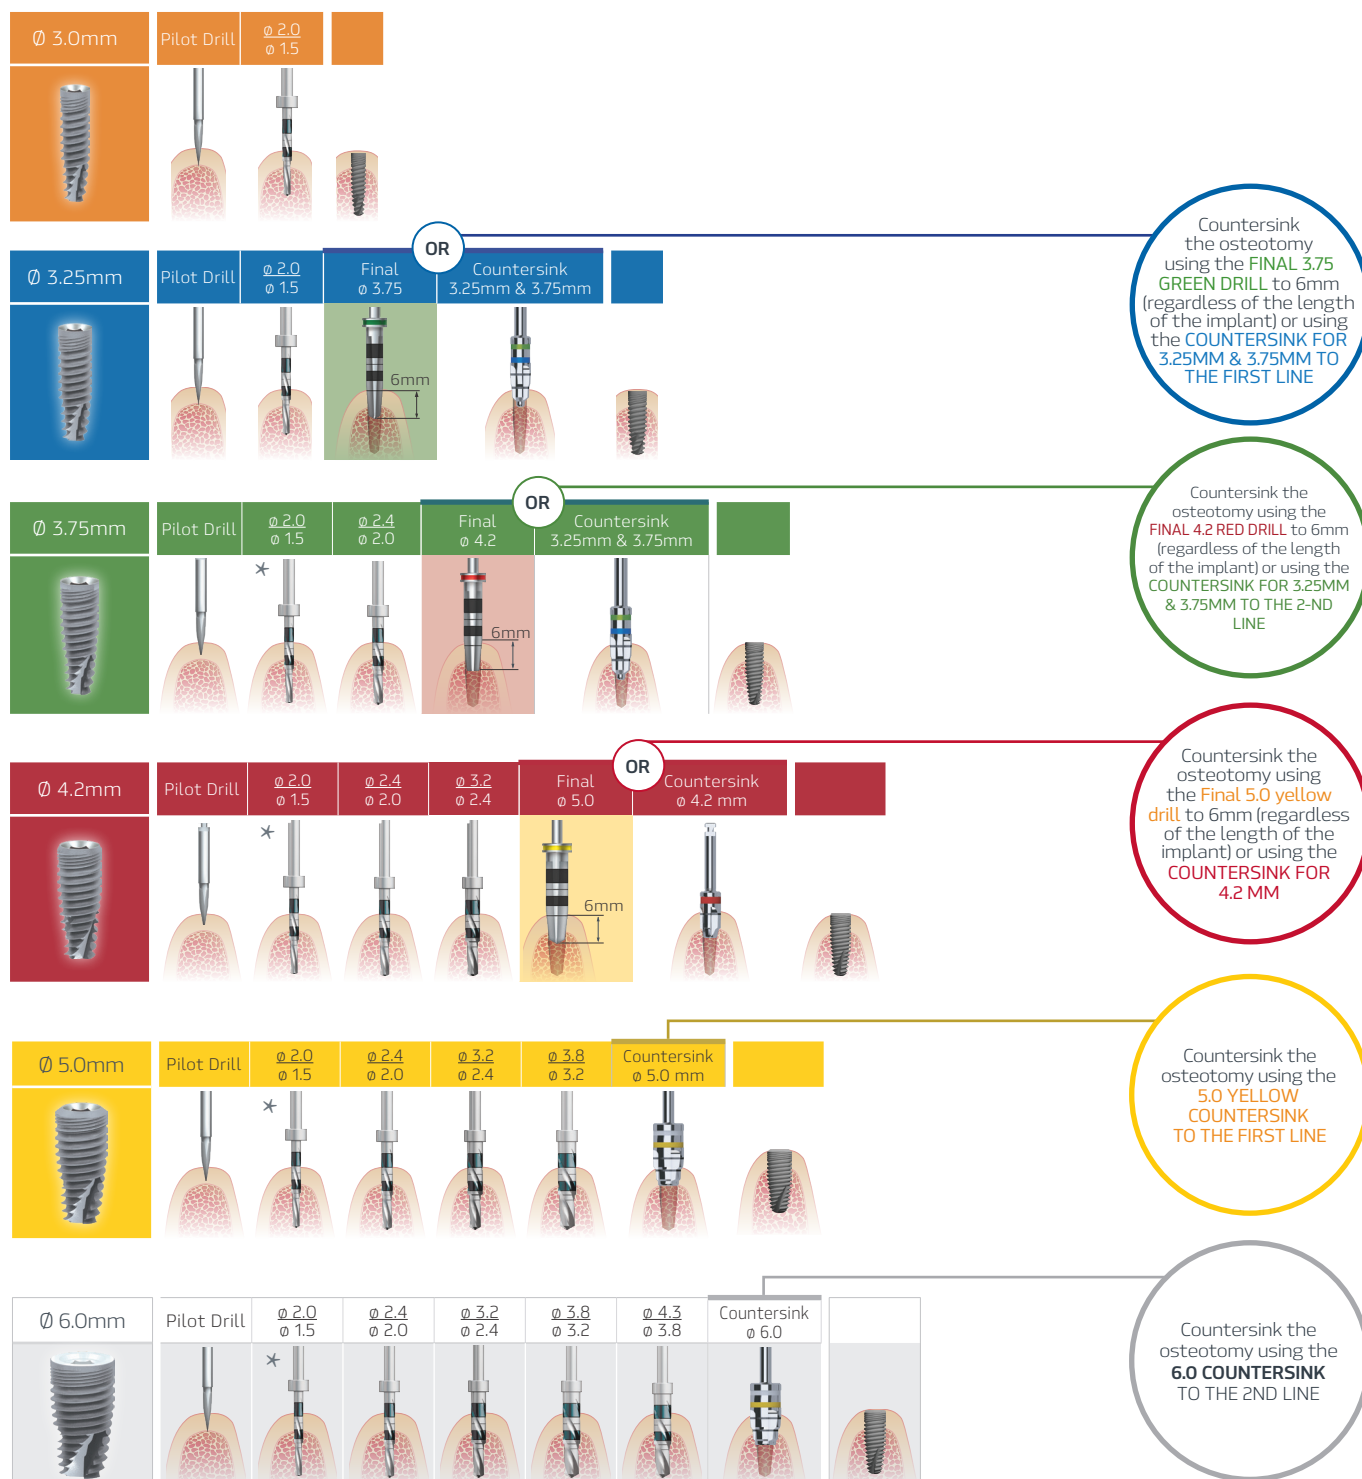 Ø 3.0mm
Pilot Drill
ø 2.0
ø 1.5
OR
Ø 3.25mm
Pilot Drill
ø 2.0
ø 1.5
Final
ø 3.75
Countersink
3.25mm & 3.75mm
6mm
Countersink
the osteotomy
using the FINAL 3.75
GREEN DRILL to 6mm
(regardless of the length
of the implant) or using
the COUNTERSINK FOR
3.25MM & 3.75MM TO
THE FIRST LINE
OR
Ø 3.75mm
Pilot Drill
ø 2.0
ø 1.5
ø 2.4
ø 2.0
Final
ø 4.2
Countersink
3.25mm & 3.75mm
*
6mm
Countersink the
osteotomy using the
FINAL 4.2 RED DRILL to 6mm
(regardless of the length
of the implant) or using the
COUNTERSINK FOR 3.25MM
& 3.75MM TO THE 2-ND
LINE
OR
Ø 4.2mm
Pilot Drill
ø 2.0
ø 1.5
ø 2.4
ø 2.0
ø 3.2
ø 2.4
Final
ø 5.0
Countersink
ø 4.2 mm
*
6mm
Countersink the
osteotomy using
the Final 5.0 yellow
drill to 6mm (regardless
of the length of the
implant) or using the
COUNTERSINK FOR
4.2 MM
Ø 5.0mm
Pilot Drill
ø 2.0
ø 1.5
ø 2.4
ø 2.0
ø 3.2
ø 2.4
ø 3.8
ø 3.2
Countersink
ø 5.0 mm
*
Countersink the
osteotomy using the
5.0 YELLOW
COUNTERSINK
TO THE FIRST LINE
Ø 6.0mm
Pilot Drill
ø 2.0
ø 1.5
ø 2.4
ø 2.0
ø 3.2
ø 2.4
ø 3.8
ø 3.2
ø 4.3
ø 3.8
Countersink
ø 6.0
*
Countersink the
osteotomy using the
6.0 COUNTERSINK
TO THE 2ND LINE